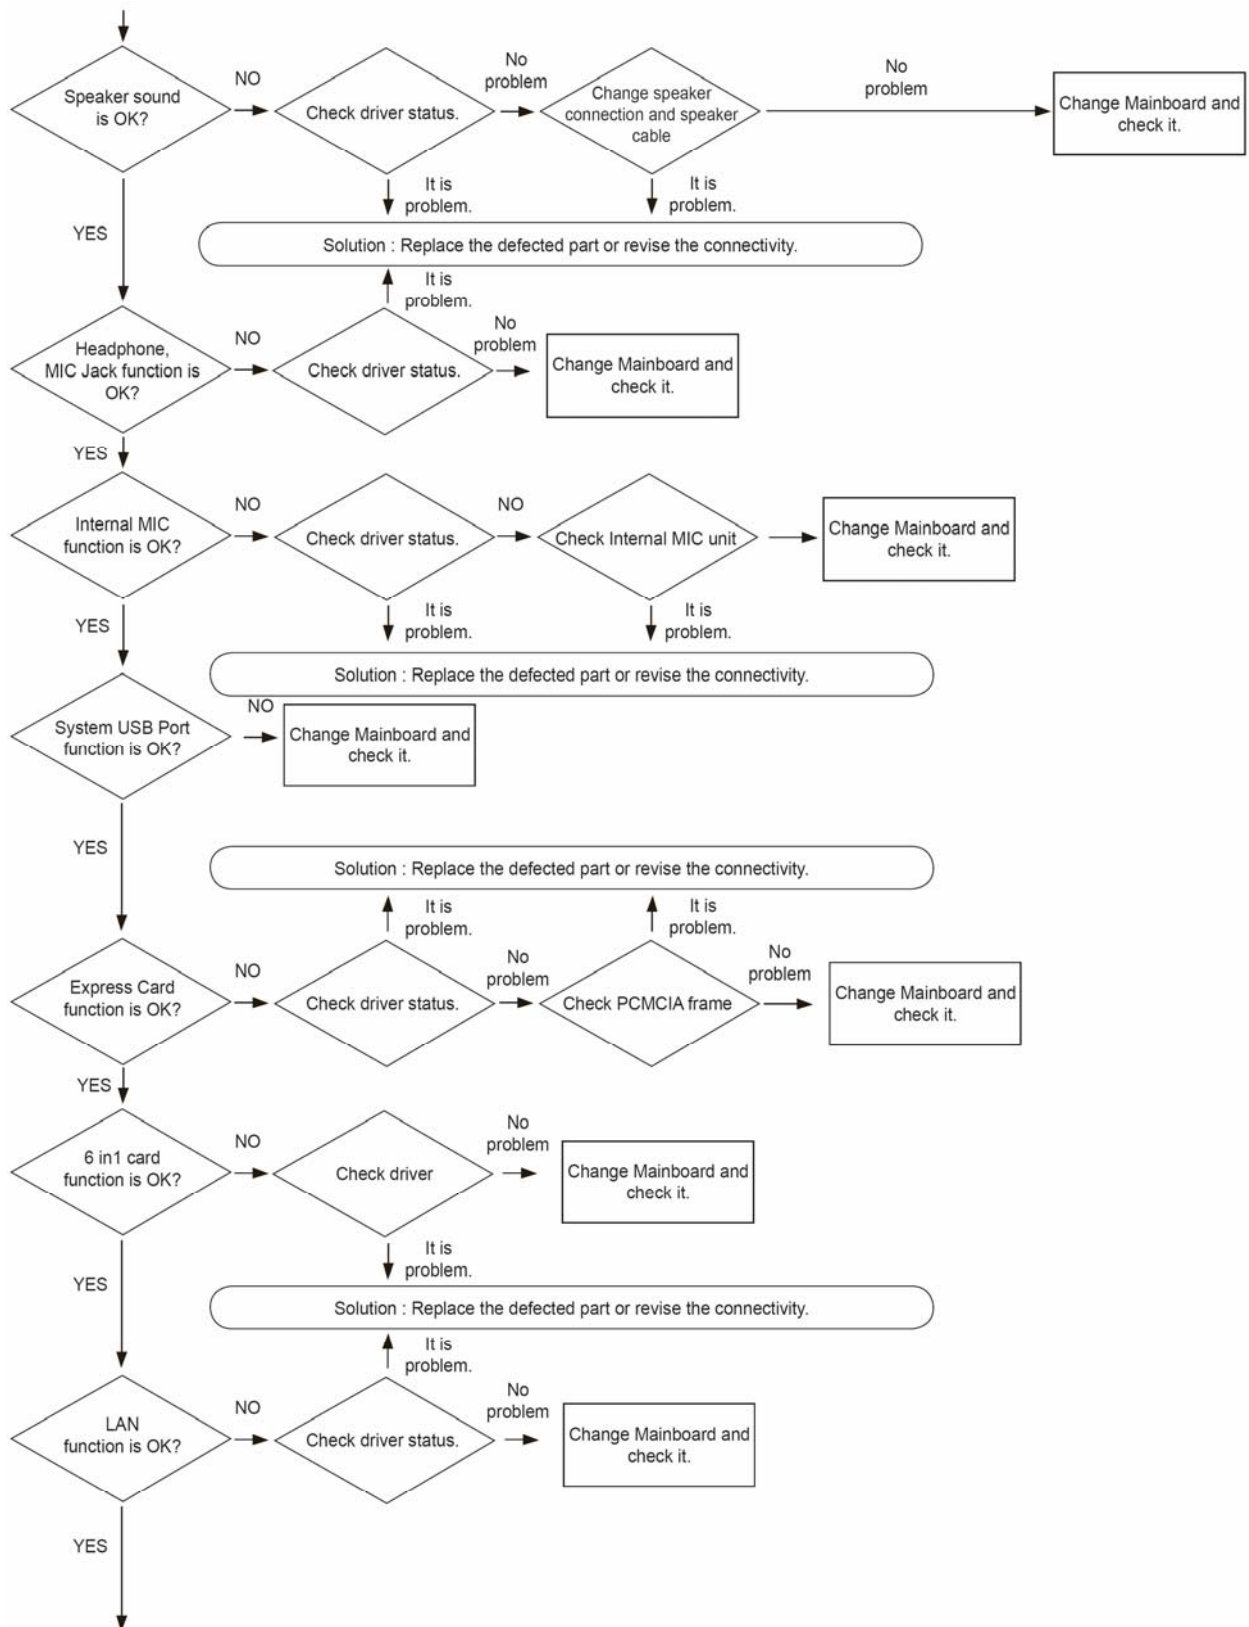 Speaker sound
is OK?
NO
Check driver status.
No
problem
Change speaker
connection and speaker
cable
No
problem
Change Mainboard and
check it.
It is
problem.
It is
problem.
YES
Solution : Replace the defected part or revise the connectivity.
It is
problem.
Headphone,
MIC Jack function is
OK?
NO
Check driver status.
No
problem
Change Mainboard and
check it.
YES
Internal MIC
function is OK?
NO
Check driver status.
NO
Check Internal MIC unit
Change Mainboard and
check it.
It is
problem.
It is
problem.
YES
Solution : Replace the defected part or revise the connectivity.
System USB Port
function is OK?
NO
Change Mainboard and
check it.
YES
Solution : Replace the defected part or revise the connectivity.
It is
problem.
It is
problem.
Express Card
function is OK?
NO
Check driver status.
No
problem
Check PCMCIA frame
No
problem
Change Mainboard and
check it.
YES
6 in1 card
function is OK?
NO
Check driver
No
problem
Change Mainboard and
check it.
It is
problem.
YES
Solution : Replace the defected part or revise the connectivity.
It is
problem.
LAN
function is OK?
NO
Check driver status.
No
problem
Change Mainboard and
check it.
YES